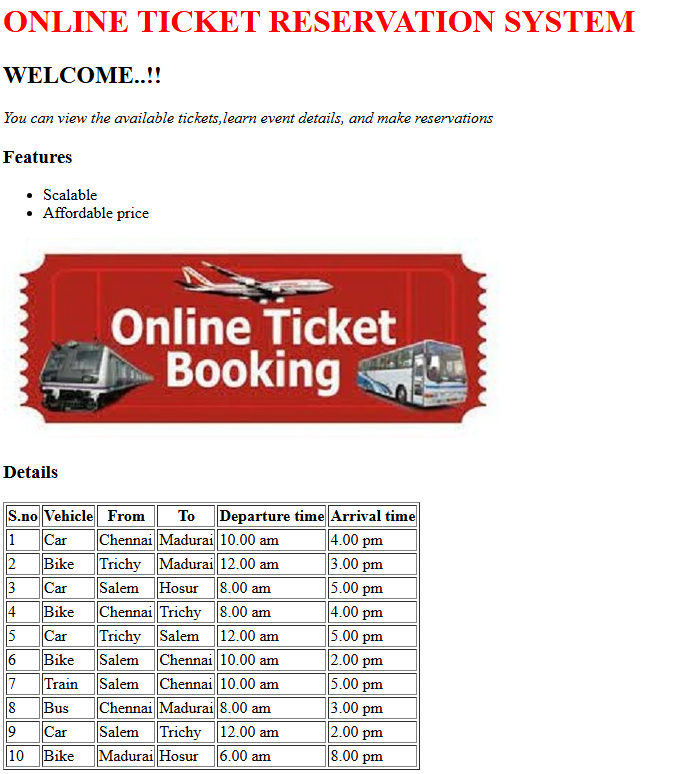 ONLINE TICKET RESERVATION SYSTEM
WELCOME..!!
You can view the available tickets,learn event details, and make reservations
Features
• Scalable
• Affordable price
Online Ticket
Booking
Details
S.no Vehicle From To Departure time Arrival time
1 Car Chennai Madurai 10.00 am 4.00 pm
2 Bike Trichy Madurai 12.00 am 3.00 pm
3 Car Salem Hosur 8.00 am 5.00 pm
4 Bike Chennai Trichy 8.00 am 4.00 pm
5 Car Trichy Salem 12.00 am 5.00 pm
6 Bike Salem Chennai 10.00 am 2.00 pm
7 Train Salem Chennai 10.00 am 5.00 pm
8 Bus Chennai Madurai 8.00 am 3.00 pm
9 Car Salem Trichy 12.00 am 2.00 pm
10 Bike Madurai Hosur 6.00 am 8.00 pm